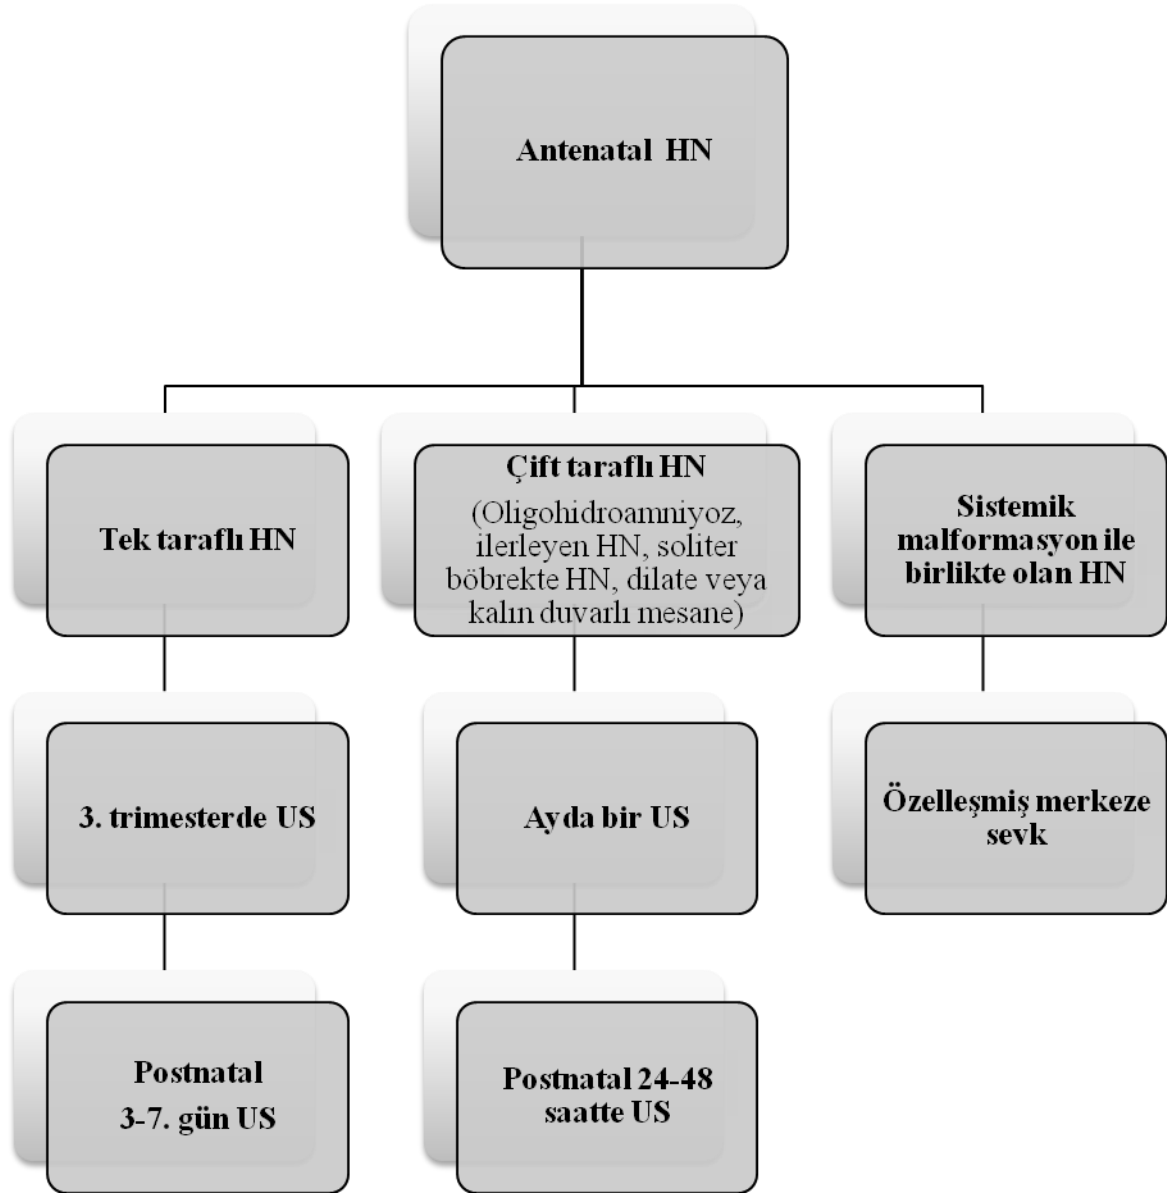 Antenatal HN
Tek taraflı HN
Çift taraflı HN
(Oligohidroamniyoz,
ilerleyen HN, soliter
böbrekte HN, dilate veya
kalın duvarlı mesane)
Sistemik
malformasyon ile
birlikte olan HN
3. trimesterde US
Ayda bir US
Özelleşmiş merkeze
sevk
Postnatal
3-7. gün US
Postnatal 24-48
saatte US